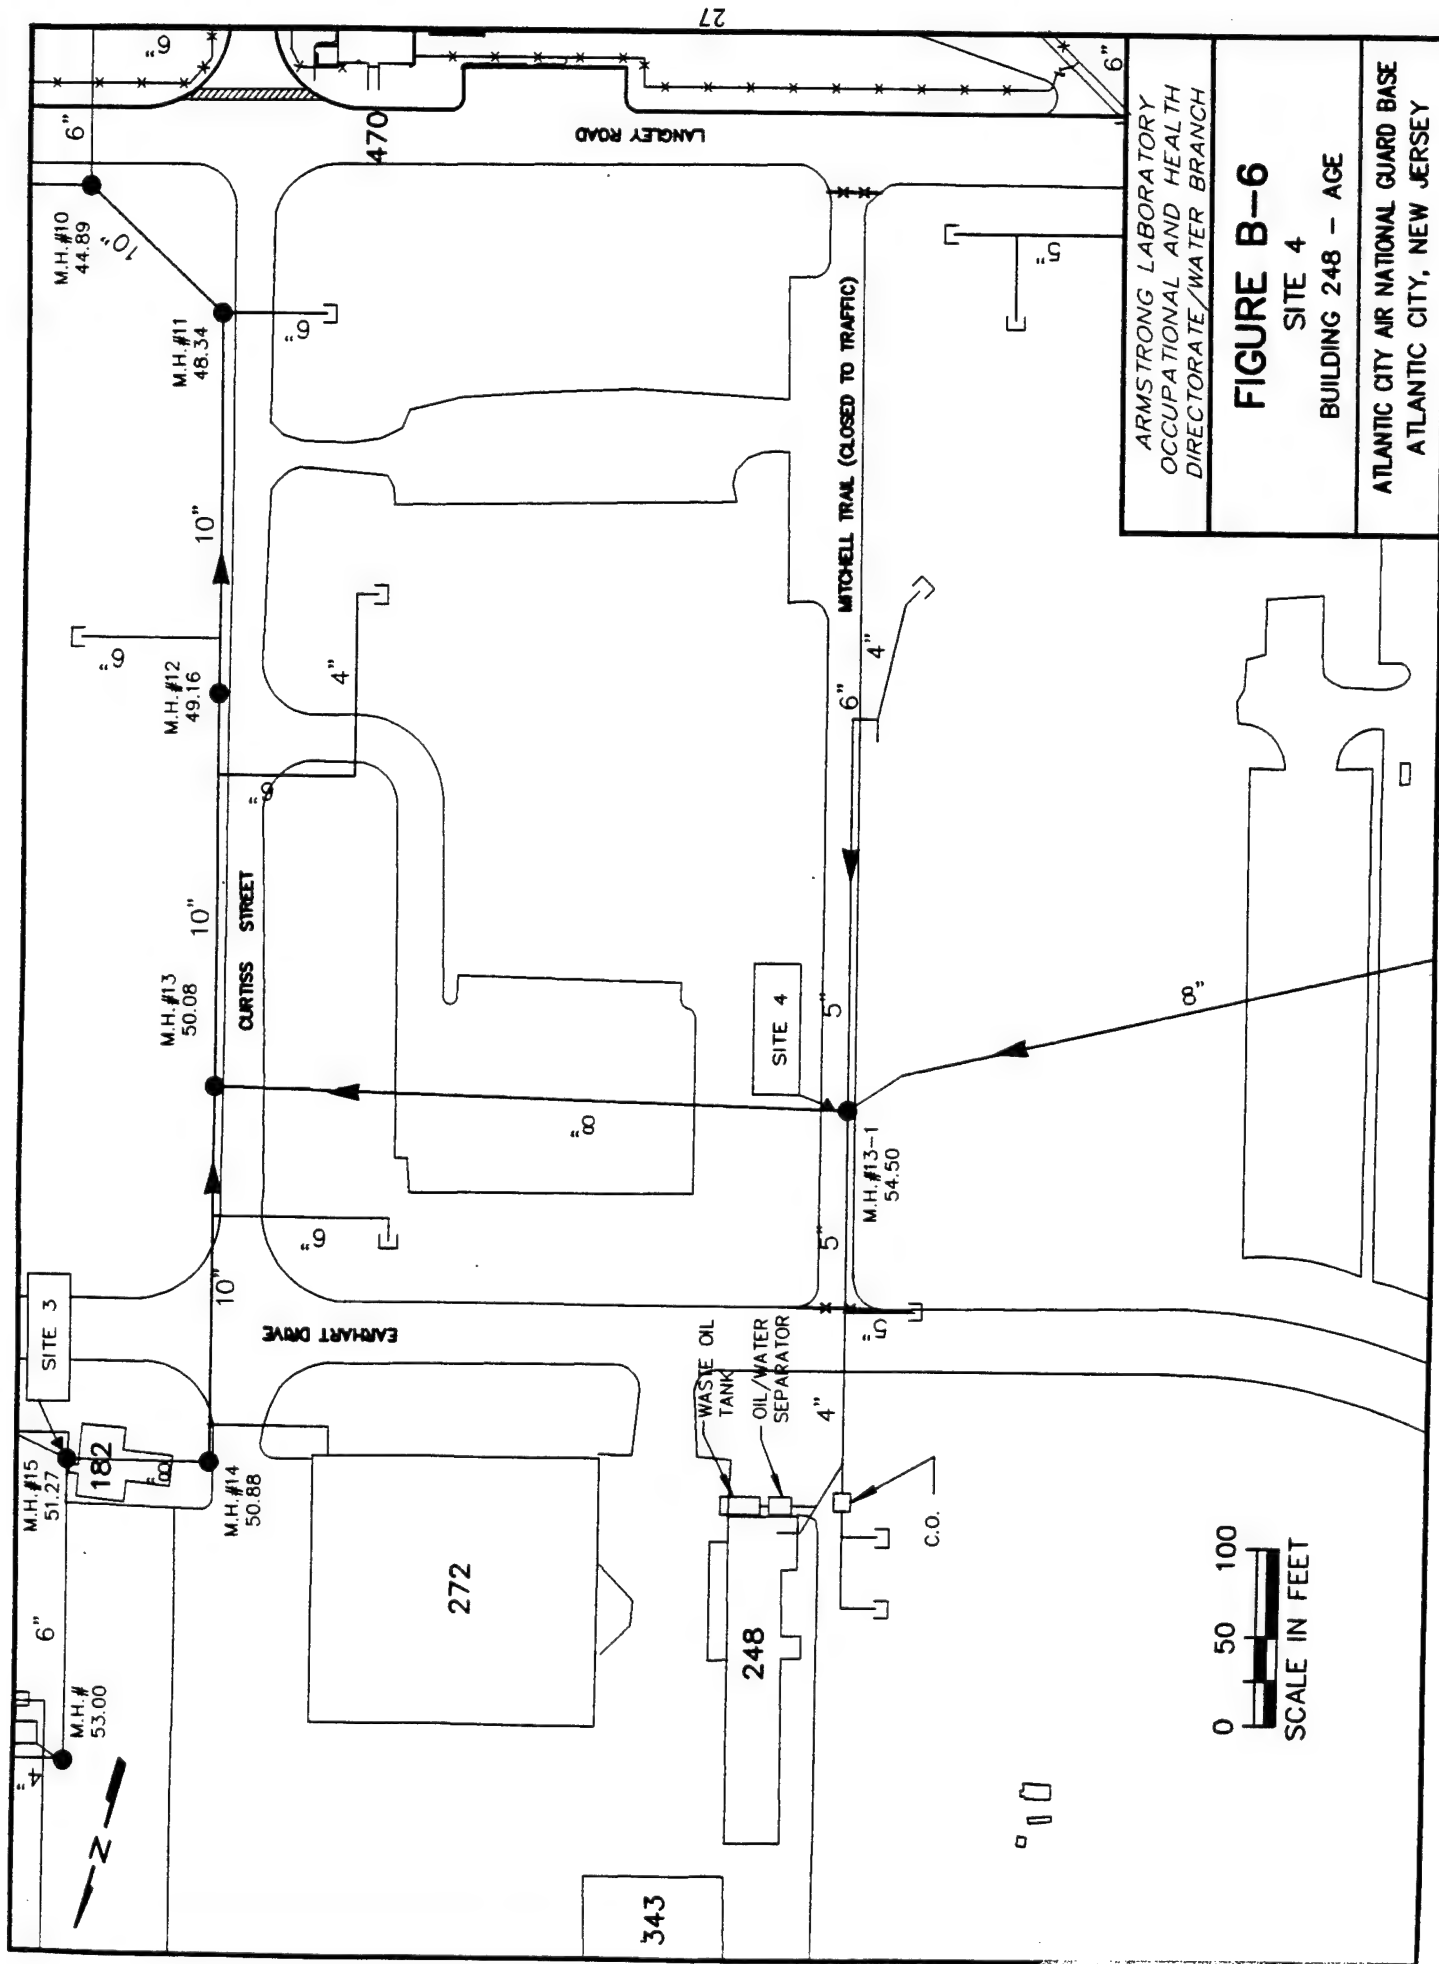 27
6"
6"
6"
470
LANGLEY ROAD
M.H.#10
44.89
10"
M.H.#11
48.34
6"
5"
10"
MITCHELL TRAIL (CLOSED TO TRAFFIC)
6"
M.H.#12
49.16
4"
4"
6"
6"
10"
CURTISS STREET
M.H.#13
50.08
SITE 4
5"
8"
8"
M.H.#13-1
54.50
5"
6"
10"
SITE 3
EARHART DRIVE
5"
WASTE OIL
TANK
OIL/WATER
SEPARATOR
4"
M.H.#15
51.27
182
8"
M.H.#14
50.88
C.O.
272
248
6"
M.H.#
53.00
4"
N
343
0 50 100
SCALE IN FEET
ARMSTRONG LABORATORY
OCCUPATIONAL AND HEALTH
DIRECTORATE/WATER BRANCH
FIGURE B-6
SITE 4
BUILDING 248 - AGE
ATLANTIC CITY AIR NATIONAL GUARD BASE
ATLANTIC CITY, NEW JERSEY